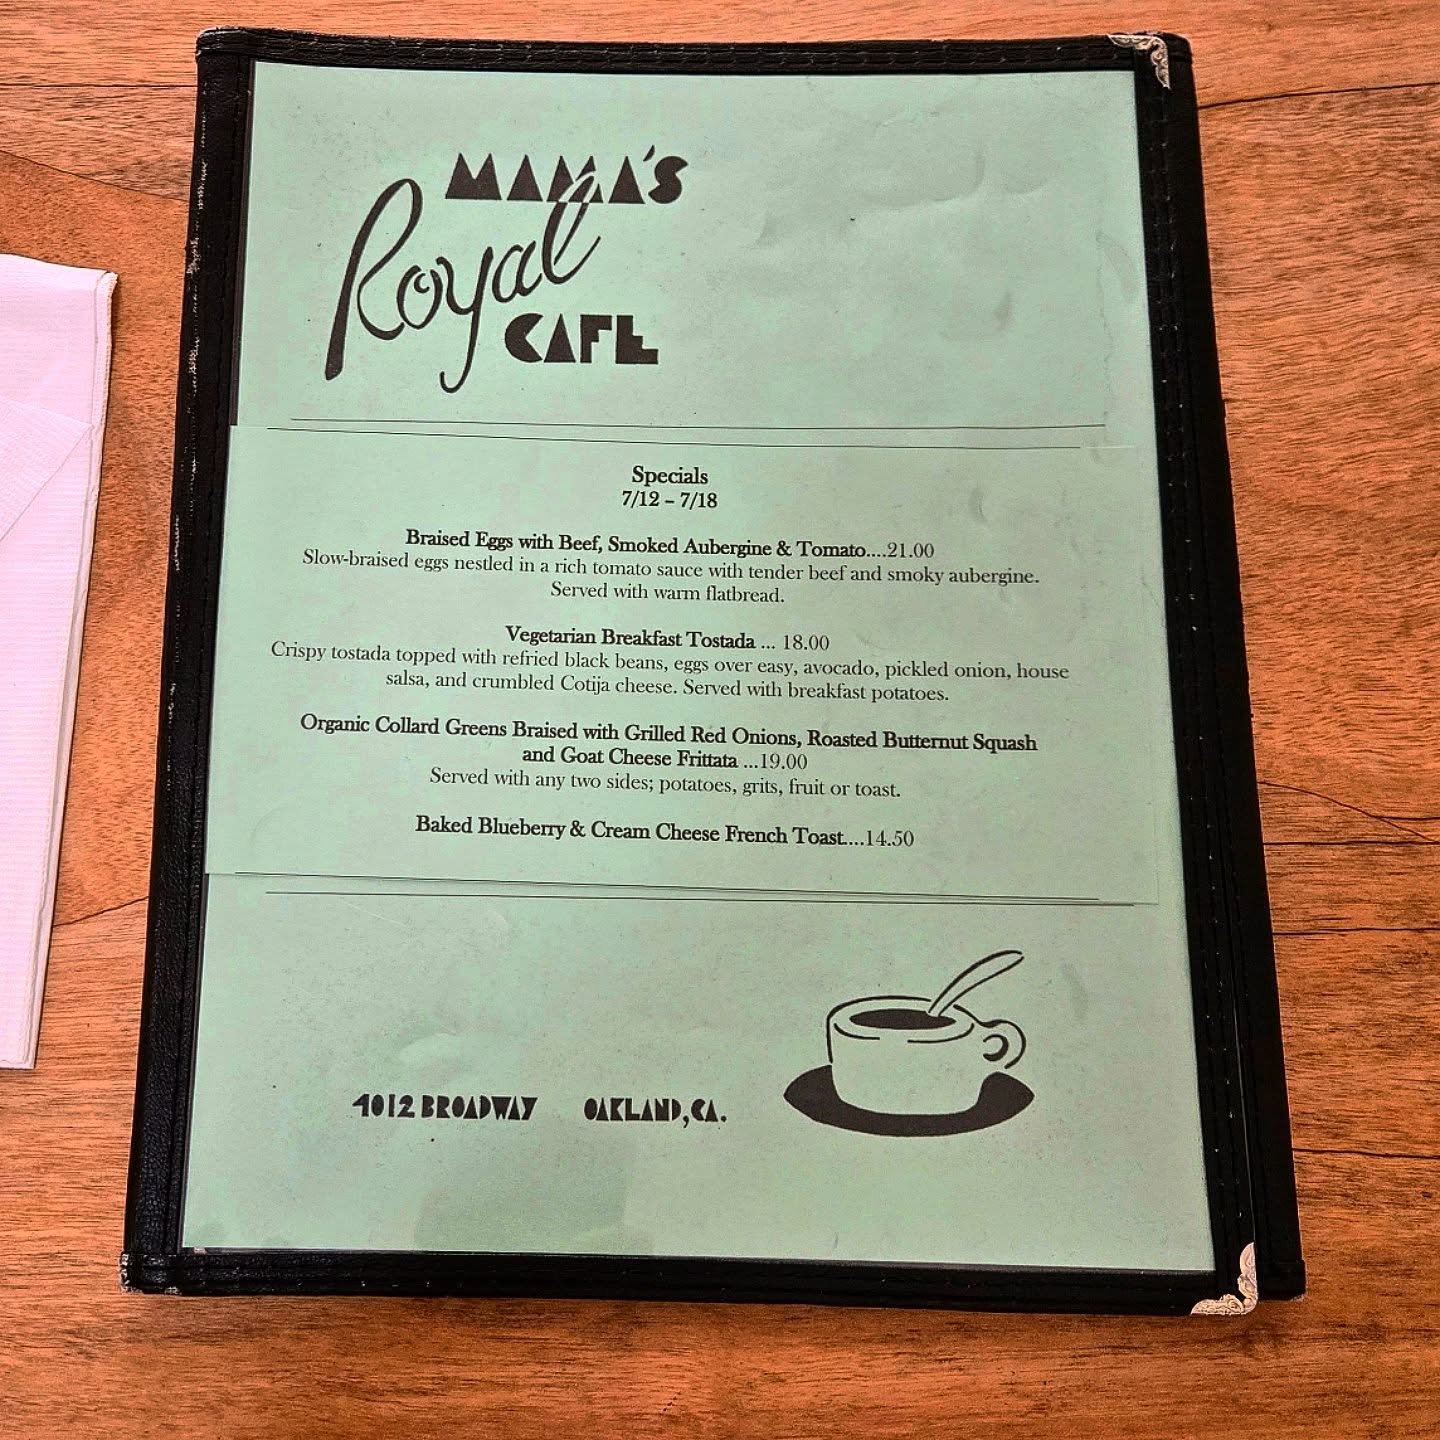 MAMA'S
Royal
CAFE
Specials
7/12 – 7/18
Braised Eggs with Beef, Smoked Aubergine & Tomato....21.00
Slow-braised eggs nestled in a rich tomato sauce with tender beef and smoky aubergine.
Served with warm flatbread.
Vegetarian Breakfast Tostada ... 18.00
Crispy tostada topped with refried black beans, eggs over easy, avocado, pickled onion, house
salsa, and crumbled Cotija cheese. Served with breakfast potatoes.
Organic Collard Greens Braised with Grilled Red Onions, Roasted Butternut Squash
and Goat Cheese Frittata ...19.00
Served with any two sides; potatoes, grits, fruit or toast.
Baked Blueberry & Cream Cheese French Toast....14.50
4012 BROADWAY OAKLAND, CA.